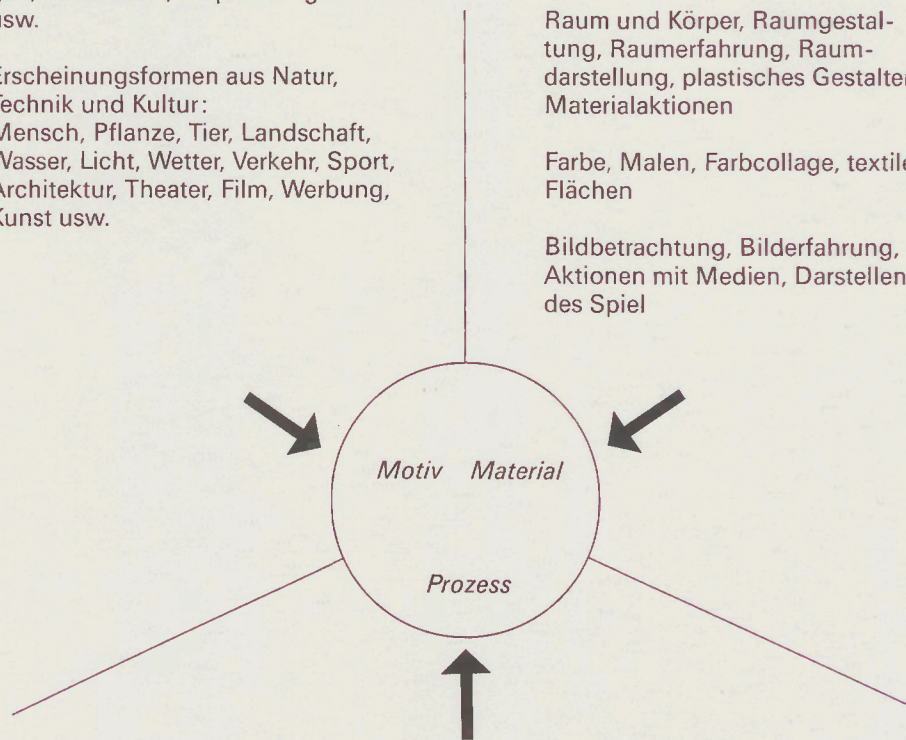 usw.
Erscheinungsformen aus Natur,
Technik und Kultur:
Mensch, Pflanze, Tier, Landschaft,
Wasser, Licht, Wetter, Verkehr, Sport,
Architektur, Theater, Film, Werbung,
Kunst usw.
Raum und Körper, Raumgestal-
tung, Raumerfahrung, Raum-
darstellung, plastisches Gestalten
Materialaktionen
Farbe, Malen, Farbcollage, textile
Flächen
Bildbetrachtung, Bilderfahrung,
Aktionen mit Medien, Darstellen
des Spiel
Motiv Material
Prozess